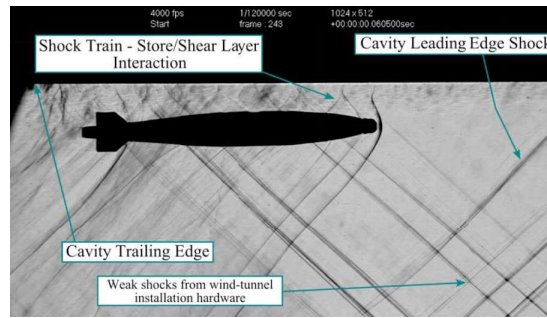 4000 fps
1/120000 sec
1024 x 512
Start
frame : 243
+00:00:00.060500sec
Shock Train - Store/Shear Layer
Interaction
Cavity Leading Edge Shock
Cavity Trailing Edge
Weak shocks from wind-tunnel
installation hardware